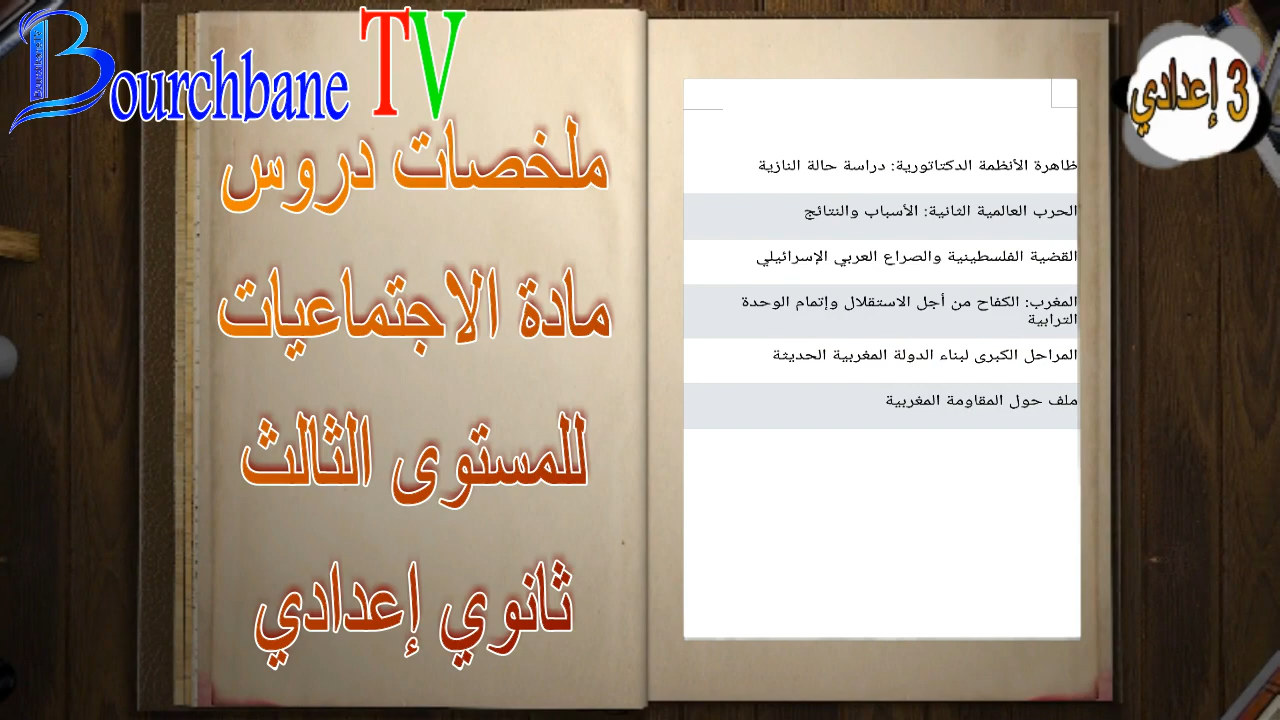 Bourchbane TV
ملخصات دروس
مادة الاجتماعيات
للمستوى الثالث
ثانوي إعدادي
3 إعدادي
ظاهرة الأنظمة الدكتاتورية: دراسة حالة النازية
الحرب العالمية الثانية: الأسباب والنتائج
القضية الفلسطينية والصراع العربي الإسرائيلي
المغرب: الكفاح من أجل الاستقلال وإتمام الوحدة
الترابية
المراحل الكبرى لبناء الدولة المغربية الحديثة
ملف حول المقاومة المغربية